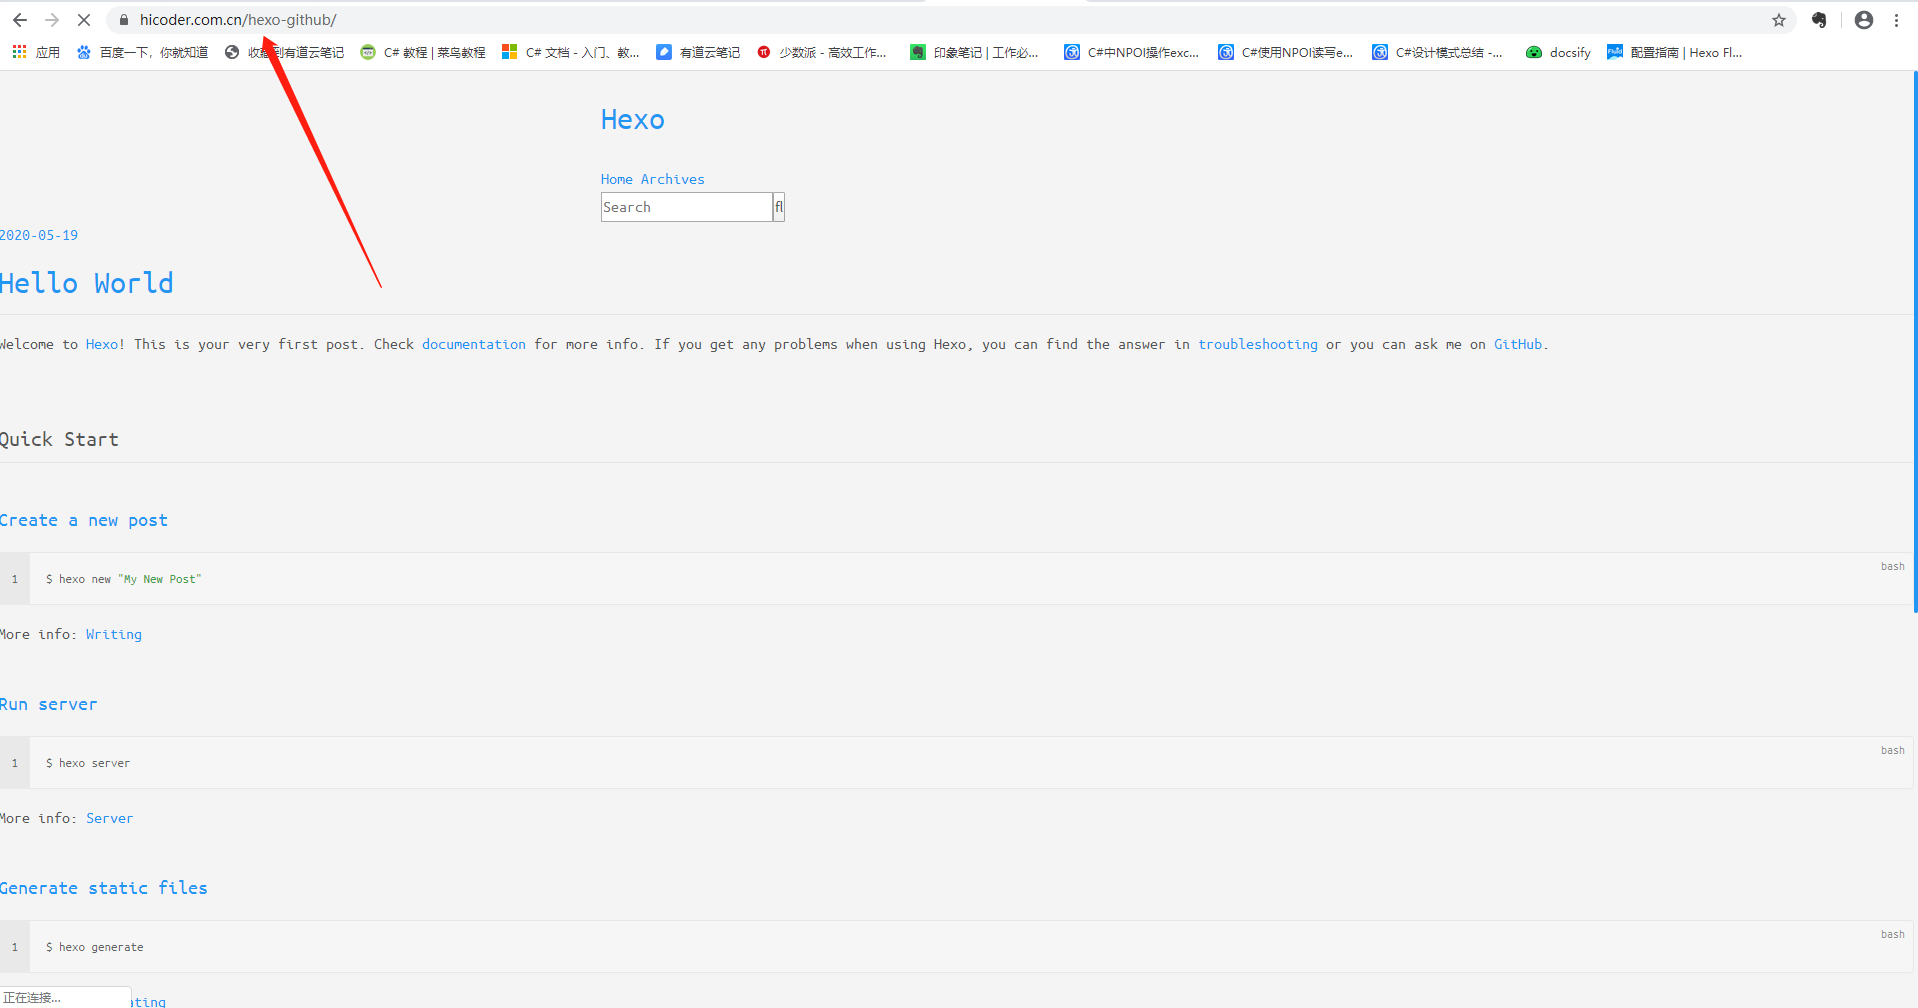 hicoder.com.cn/hexo-github/
应用 百度一下，你就知道 收藏到有道云笔记 C# 教程 | 菜鸟教程 C# 文档 - 入门、教... 有道云笔记 少数派 - 高效工作... 印象笔记 | 工作必... C#中NPOI操作exc... C#使用NPOI读写e... C#设计模式总结 -... docsify 配置指南 | Hexo Fl...
Hexo
Home Archives
Search fl
2020-05-19
Hello World
Welcome to Hexo! This is your very first post. Check documentation for more info. If you get any problems when using Hexo, you can find the answer in troubleshooting or you can ask me on GitHub.
Quick Start
Create a new post
bash
1 $ hexo new "My New Post"
More info: Writing
Run server
bash
1 $ hexo server
More info: Server
Generate static files
bash
1 $ hexo generate
正在连接... ating